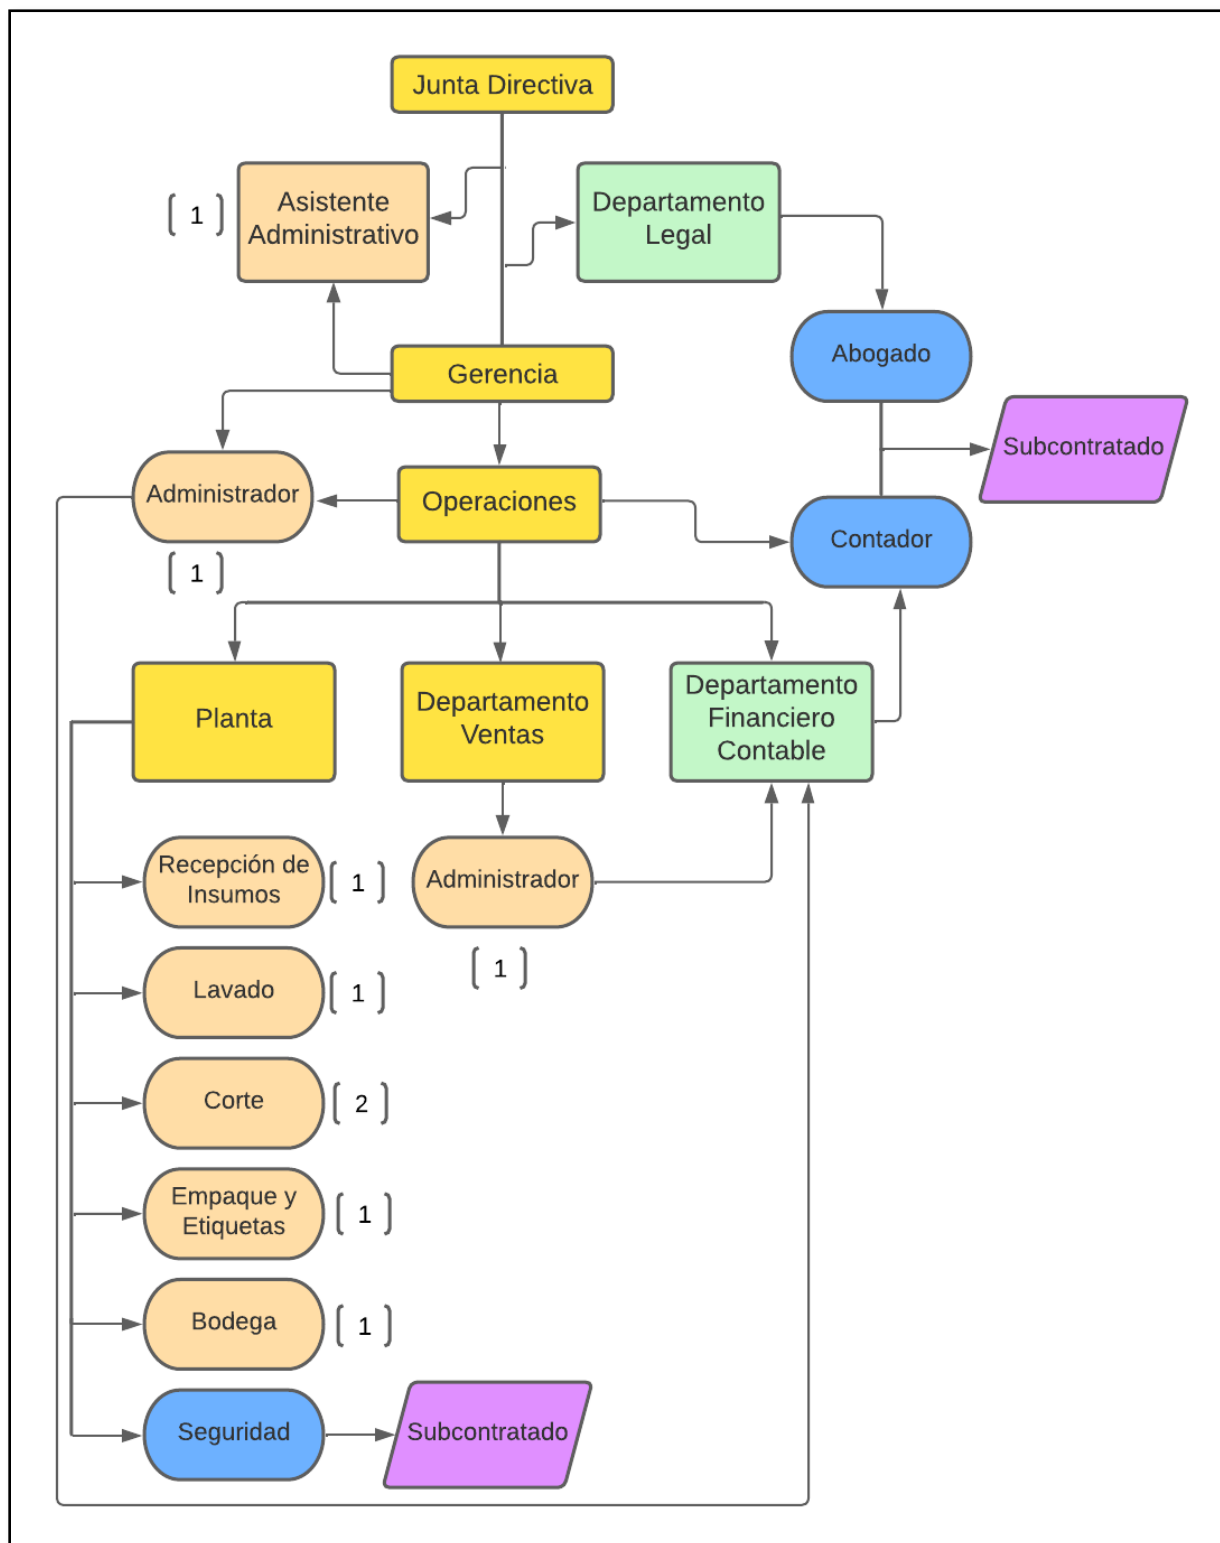 Junta Directiva
[ 1 ]
Asistente
Administrativo
Departamento
Legal
Abogado
Gerencia
Subcontratado
Administrador
[ 1 ]
Operaciones
Contador
Planta
Departamento
Ventas
Departamento
Financiero
Contable
Recepción de
Insumos
[ 1 ]
Administrador
[ 1 ]
Lavado
[ 1 ]
Corte
[ 2 ]
Empaque y
Etiquetas
[ 1 ]
Bodega
[ 1 ]
Seguridad
Subcontratado